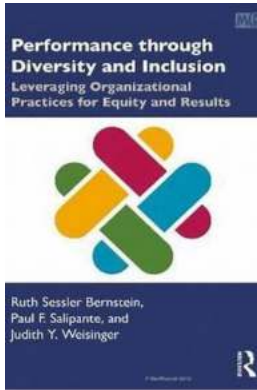 Performance through
Diversity and Inclusion
Leveraging Organizational
Practices for Equity and Results
Ruth Sessler Bernstein,
Paul F. Salipante, and
Judith Y. Weisinger
R